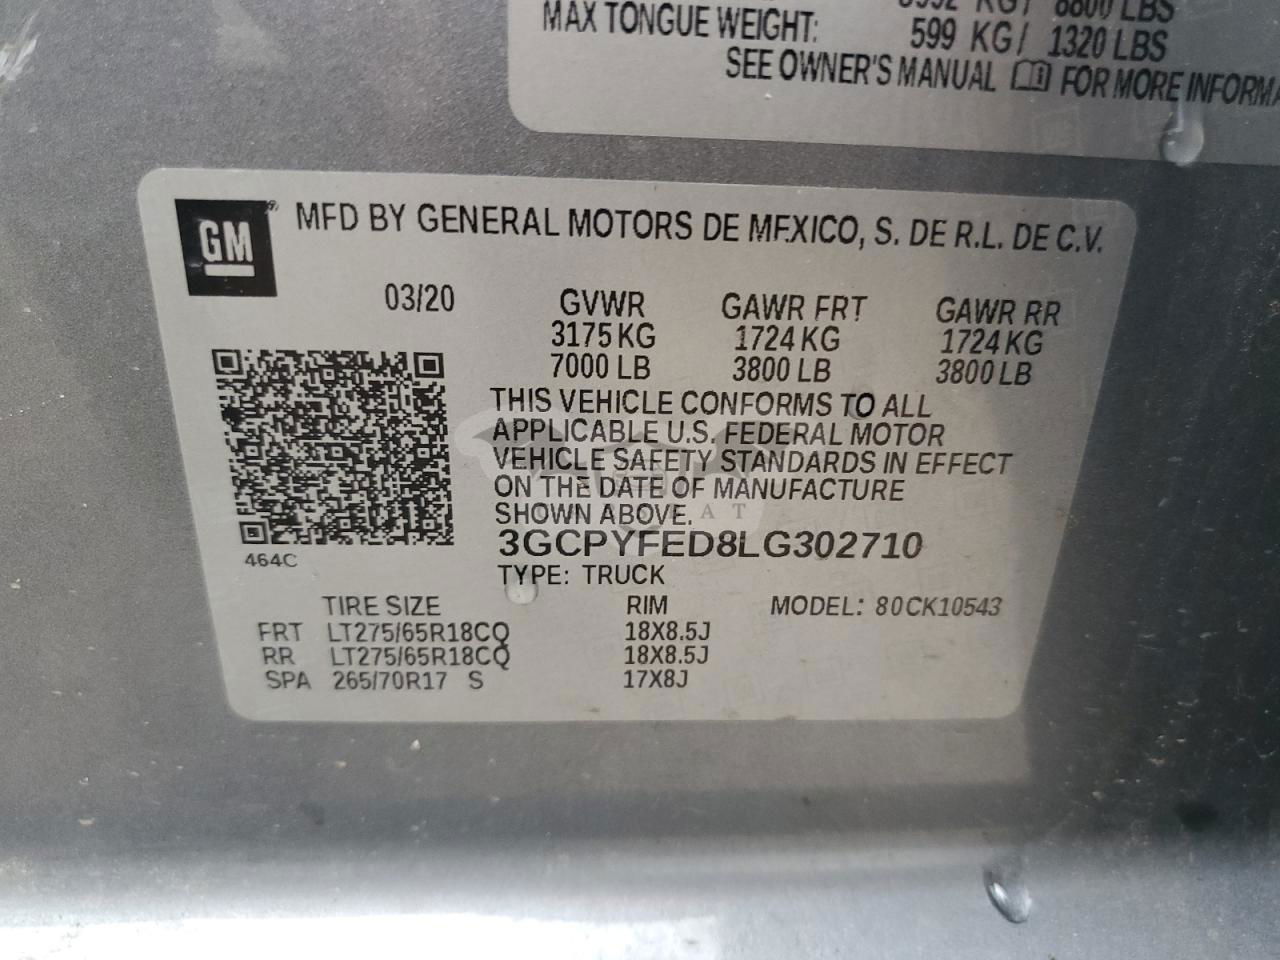 8800 LBS
MAX TONGUE WEIGHT: 599 KG/ 1320 LBS
SEE OWNER'S MANUAL FOR MORE INFORMA
GM
MFD BY GENERAL MOTORS DE MEXICO, S. DE R.L. DE C.V.
03/20 GVWR GAWR FRT GAWR RR
3175 KG 1724 KG 1724 KG
7000 LB 3800 LB 3800 LB
THIS VEHICLE CONFORMS TO ALL
APPLICABLE U.S. FEDERAL MOTOR
VEHICLE SAFETY STANDARDS IN EFFECT
ON THE DATE OF MANUFACTURE
SHOWN ABOVE.
3GCPYFED8LG302710
464C
TYPE: TRUCK
TIRE SIZE RIM MODEL: 80CK10543
FRT LT275/65R18CQ 18X8.5J
RR LT275/65R18CQ 18X8.5J
SPA 265/70R17 S 17X8J